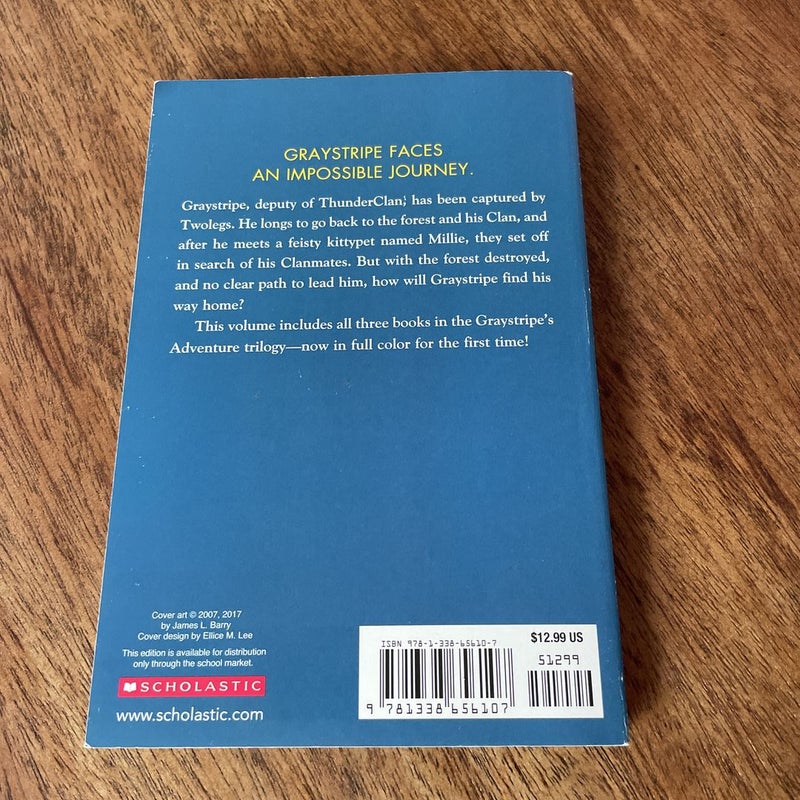 GRAYSTRIPE FACES
AN IMPOSSIBLE JOURNEY.
Graystripe, deputy of ThunderClan, has been captured by
Twolegs. He longs to go back to the forest and his Clan, and
after he meets a feisty kittypet named Millie, they set off
in search of his Clanmates. But with the forest destroyed,
and no clear path to lead him, how will Graystripe find his
way home?
This volume includes all three books in the Graystripe's
Adventure trilogy—now in full color for the first time!
Cover art © 2007, 2017
by James L. Barry
Cover design by Ellice M. Lee
This edition is available for distribution
only through the school market.
SCHOLASTIC
www.scholastic.com
ISBN 978-1-338-65610-7
$12.99 US
51299
9 781338 656107